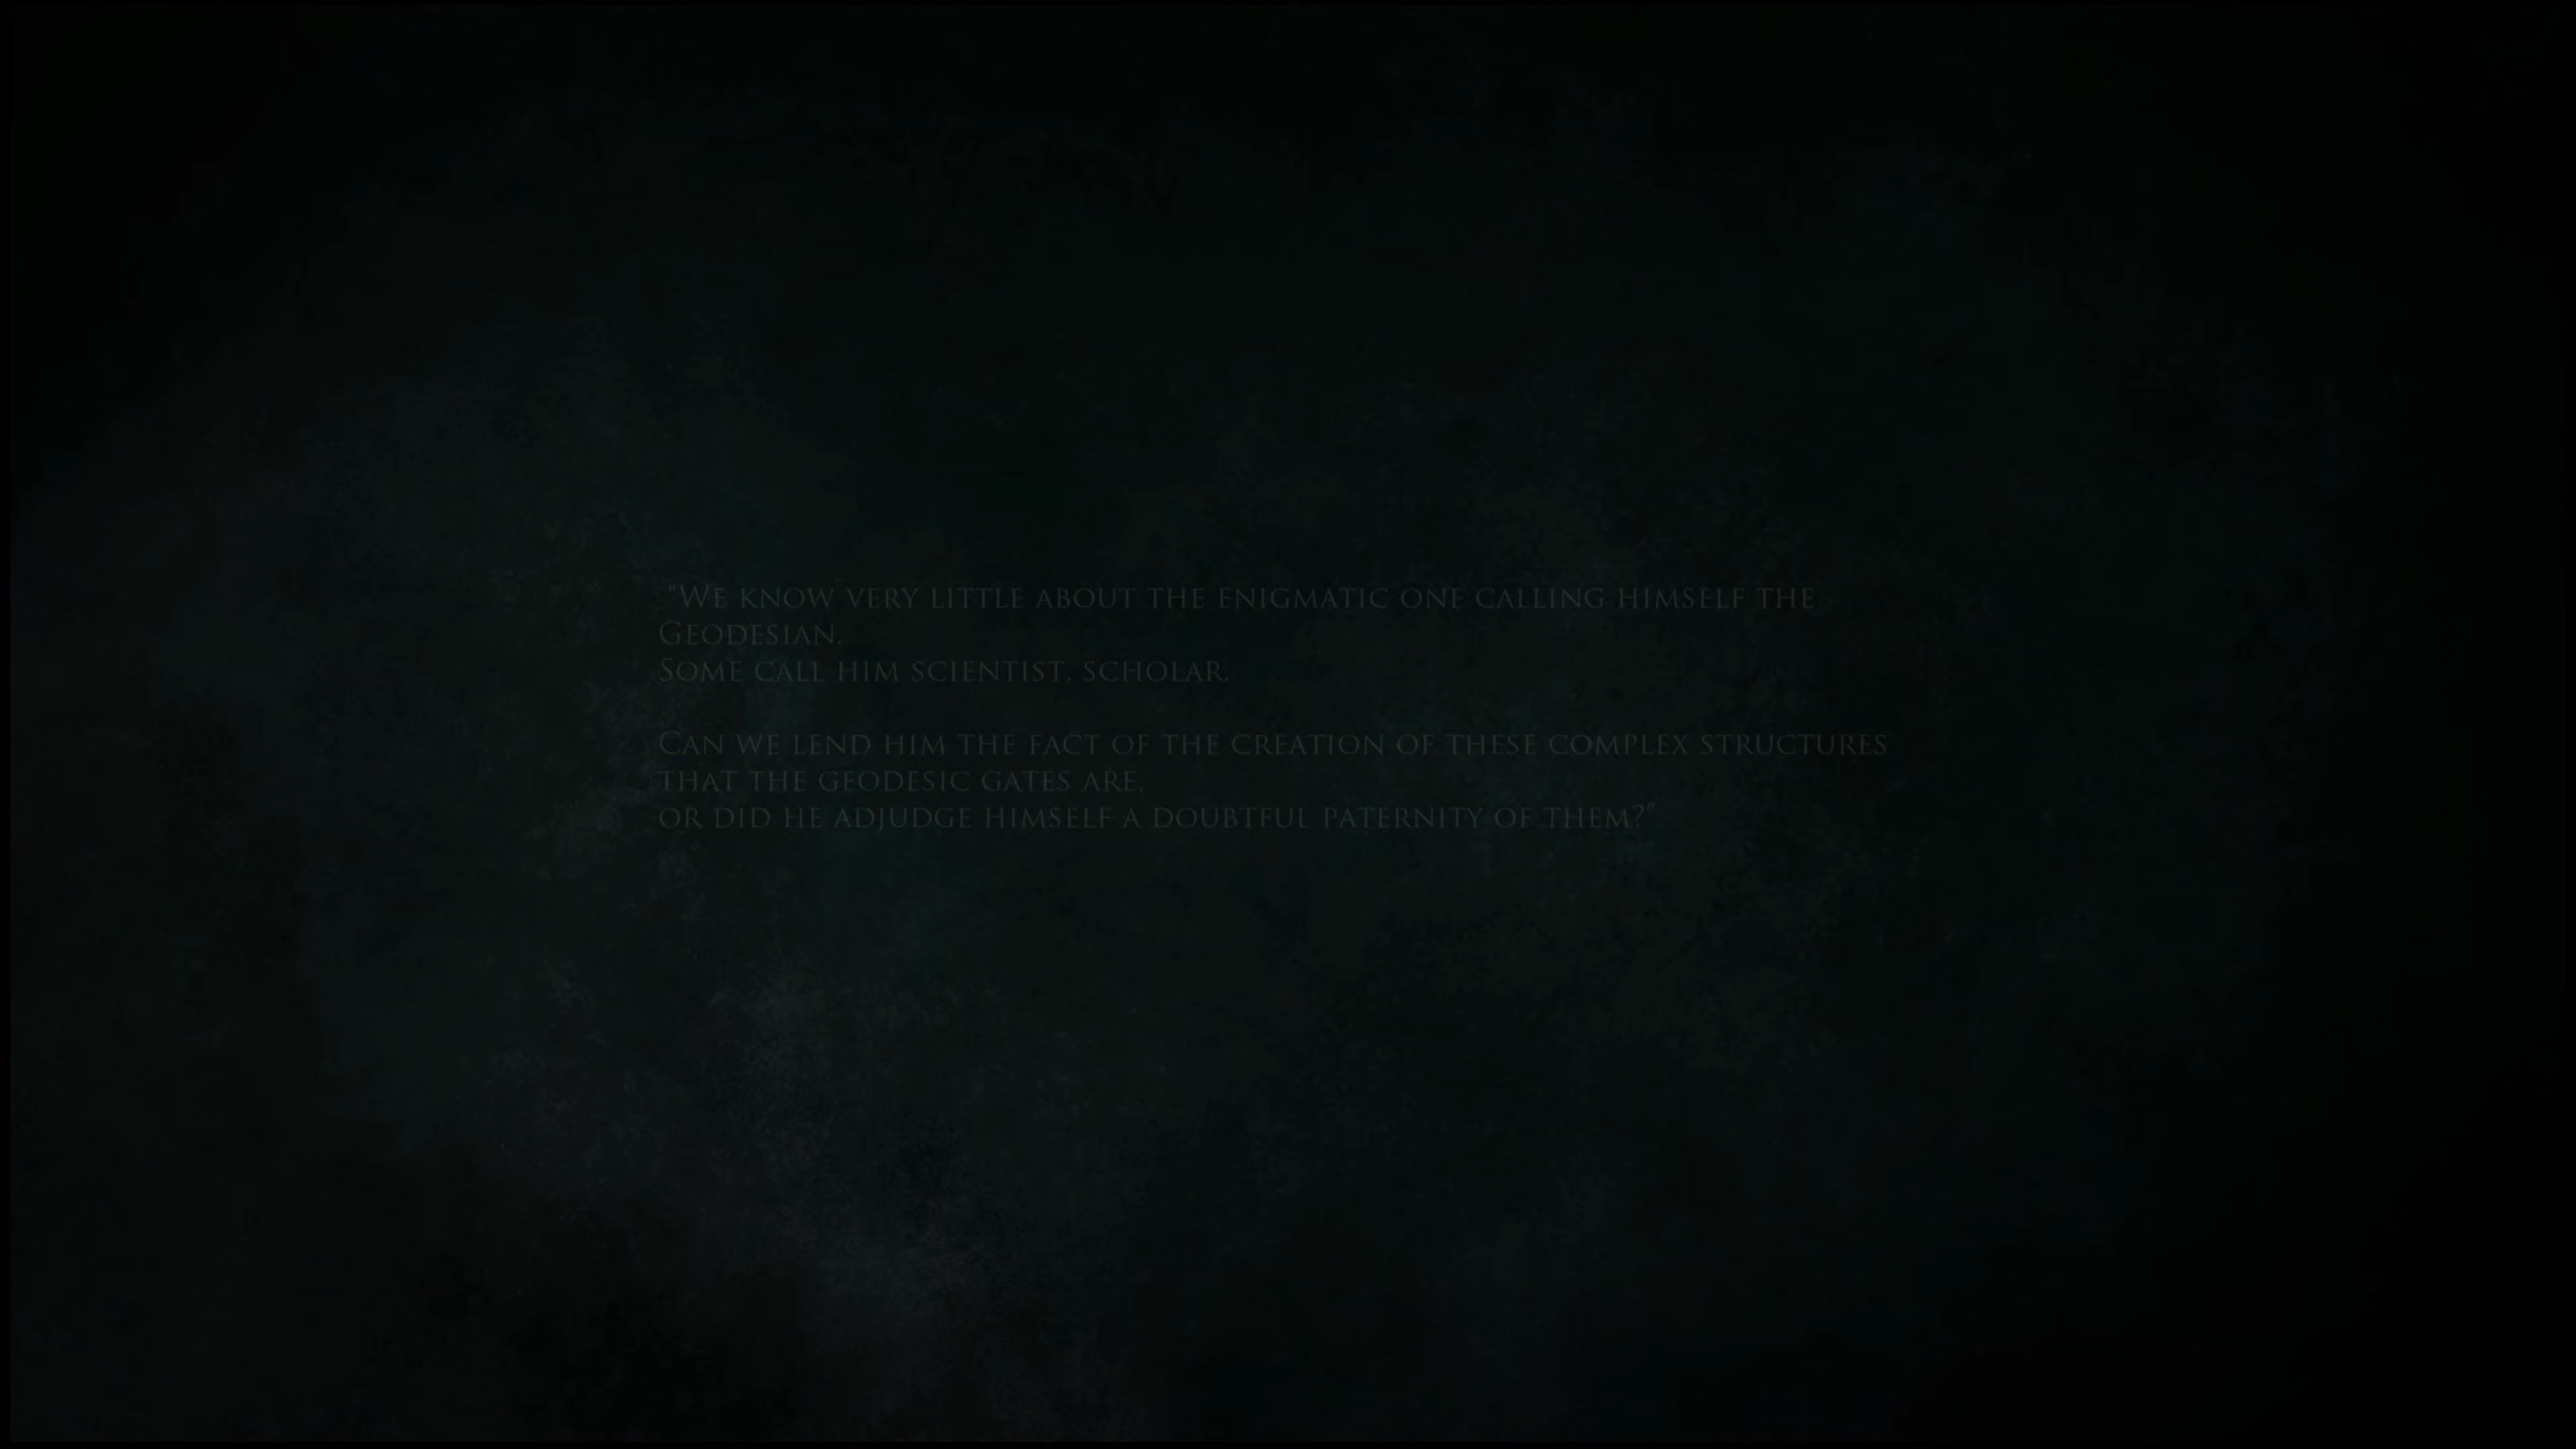 “We know very little about the enigmatic one calling himself the
Geodesian.
Some call him scientist, scholar.
Can we lend him the fact of the creation of these complex structures
that the geodesic gates are,
or did he adjudge himself a doubtful paternity of them?”